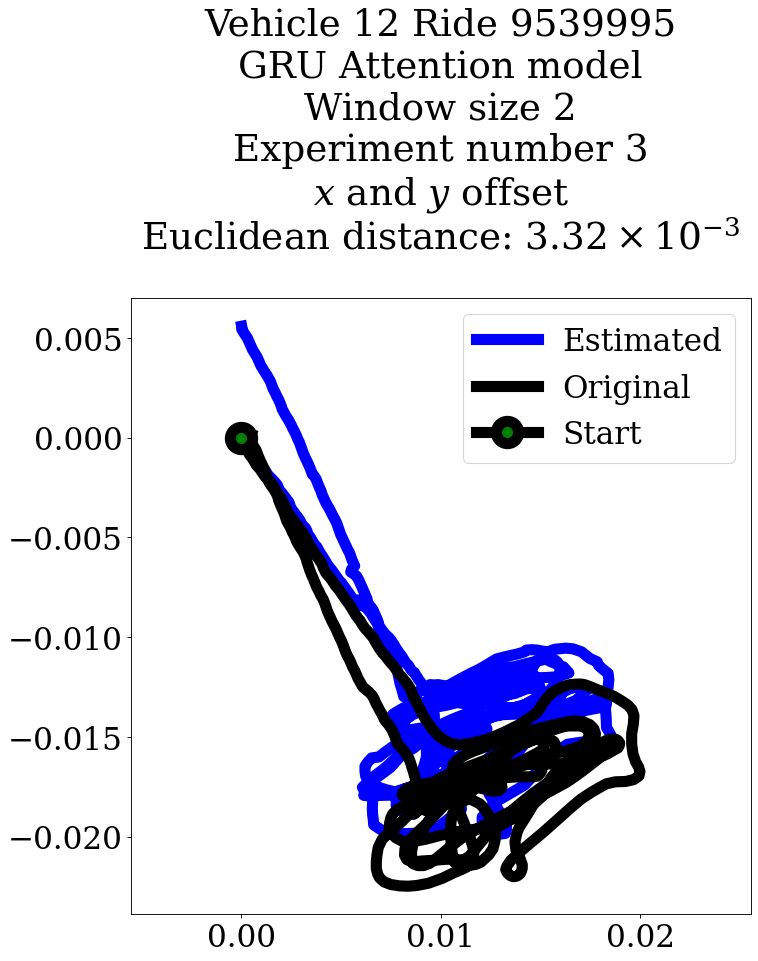 Vehicle 12 Ride 9539995
GRU Attention model
Window size 2
Experiment number 3
x and y offset
Euclidean distance: 3.32 × 10⁻³
Estimated
Original
Start
0.005
0.000
−0.005
−0.010
−0.015
−0.020
0.00 0.01 0.02